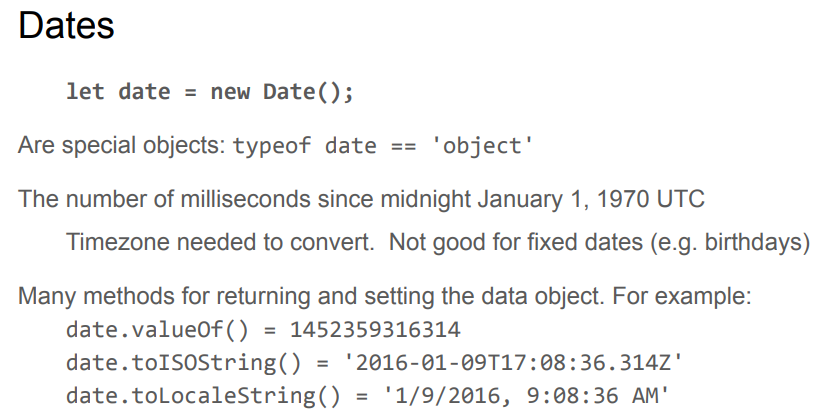 Dates
let date = new Date();
Are special objects: typeof date == 'object'
The number of milliseconds since midnight January 1, 1970 UTC
Timezone needed to convert.  Not good for fixed dates (e.g. birthdays)
Many methods for returning and setting the data object. For example:
date.valueOf() = 1452359316314
date.toISOString() = '2016-01-09T17:08:36.314Z'
date.toLocaleString() = '1/9/2016, 9:08:36 AM'